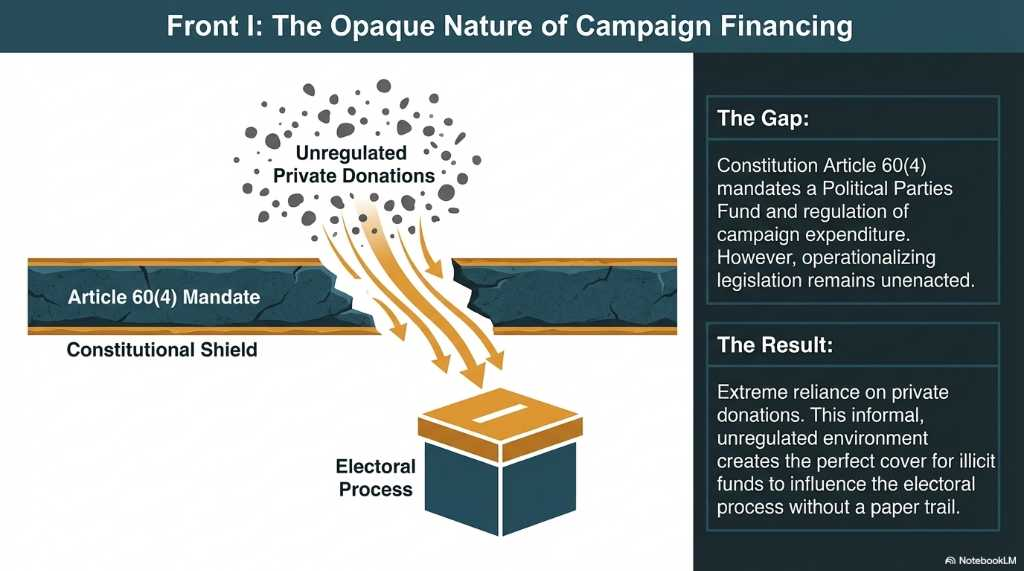 Front I: The Opaque Nature of Campaign Financing
Unregulated
Private Donations
Article 60(4) Mandate
Constitutional Shield
Electoral
Process
The Gap:
Constitution Article 60(4)
mandates a Political Parties
Fund and regulation of
campaign expenditure.
However, operationalizing
legislation remains unenacted.
The Result:
Extreme reliance on private
donations. This informal,
unregulated environment
creates the perfect cover for illicit
funds to influence the electoral
process without a paper trail.
NotebookLM